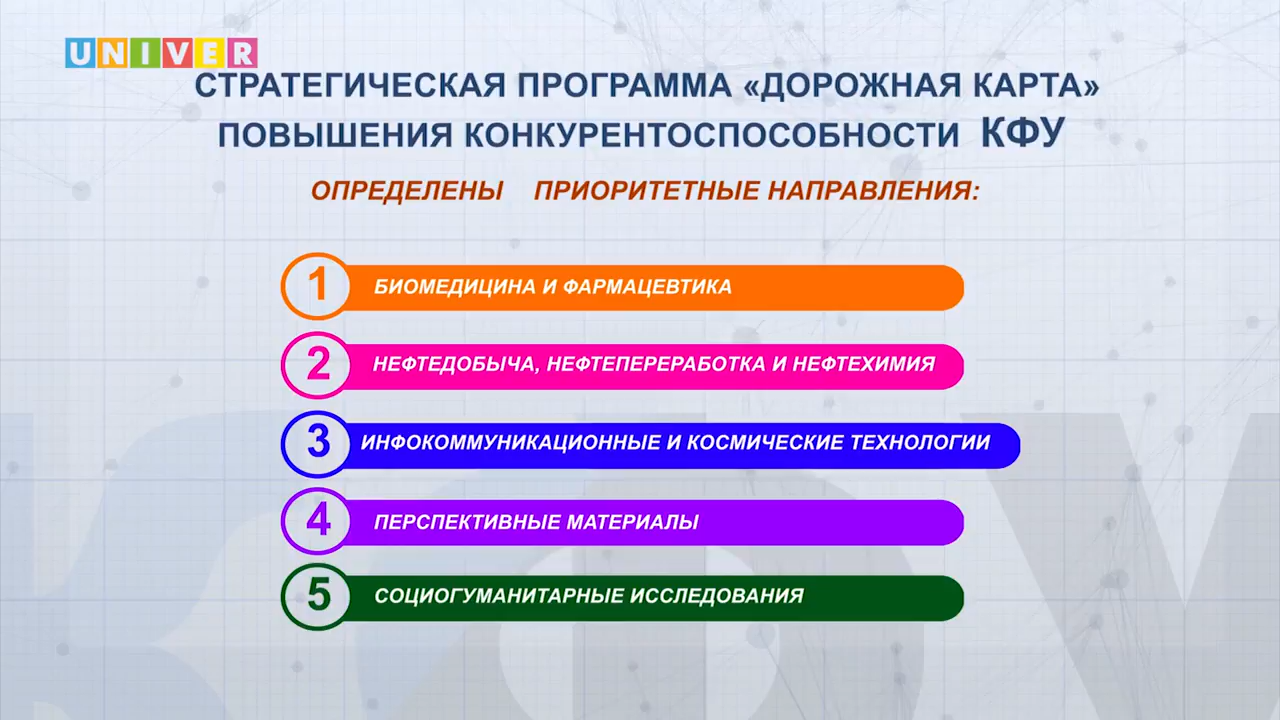 UNIVER
СТРАТЕГИЧЕСКАЯ ПРОГРАММА «ДОРОЖНАЯ КАРТА»
ПОВЫШЕНИЯ КОНКУРЕНТОСПОСОБНОСТИ КФУ
ОПРЕДЕЛЕНЫ ПРИОРИТЕТНЫЕ НАПРАВЛЕНИЯ:
1 БИОМЕДИЦИНА И ФАРМАЦЕВТИКА
2 НЕФТЕДОБЫЧА, НЕФТЕПЕРЕРАБОТКА И НЕФТЕХИМИЯ
3 ИНФОКОММУНИКАЦИОННЫЕ И КОСМИЧЕСКИЕ ТЕХНОЛОГИИ
4 ПЕРСПЕКТИВНЫЕ МАТЕРИАЛЫ
5 СОЦИОГУМАНИТАРНЫЕ ИССЛЕДОВАНИЯ
КФУ